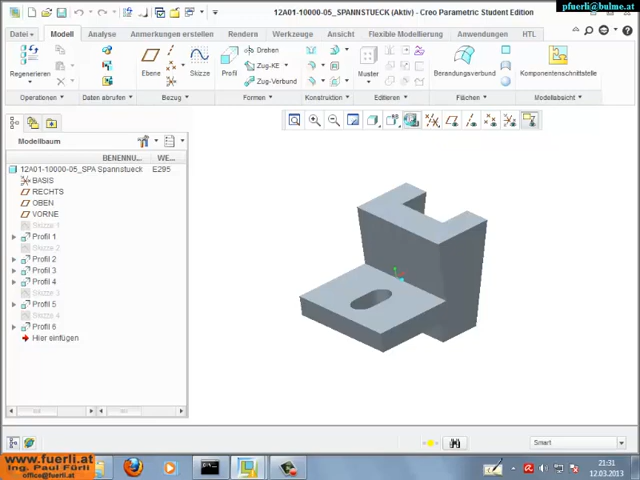 pfuerli@bulme.at
12A01-10000-05_SPANNSTUECK (Aktiv) - Creo Parametric Student Edition
Datei Modell Analyse Anmerkungen erstellen Rendern Werkzeuge Ansicht Flexible Modellierung Anwendungen HTL
Regenerieren
Ebene
Skizze
Profil
Drehen
Zug-KE
Zug-Verbund
Muster
Berandungsverbund
Komponentenschnittstelle
Operationen Daten abrufen Bezug Formen Konstruktion Editieren Flächen Modellabsicht
Modellbaum
BENENNU... WE...
12A01-10000-05_SPA Spannstueck E295
BASIS
RECHTS
OBEN
VORNE
Skizze 1
Profil 1
Skizze 2
Profil 2
Profil 3
Profil 4
Skizze 3
Profil 5
Skizze 4
Profil 6
Hier einfügen
Smart
www.fuerli.at
Ing. Paul Fürli
office@fuerli.at
21:31
12.03.2013